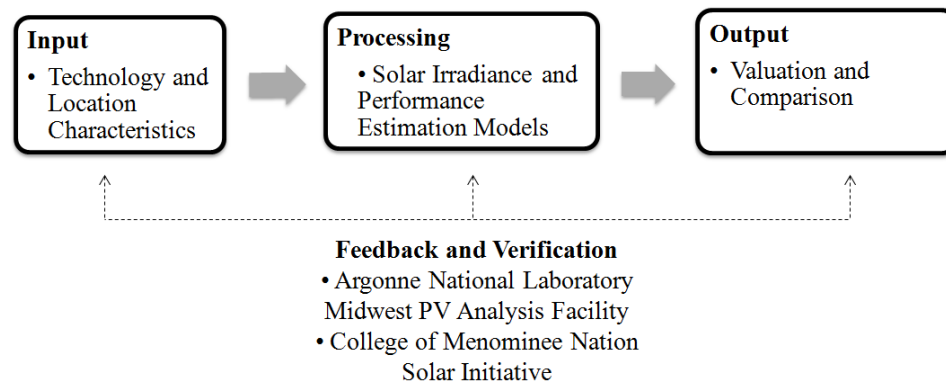 Input
• Technology and
Location
Characteristics
Processing
• Solar Irradiance and
Performance
Estimation Models
Output
• Valuation and
Comparison
Feedback and Verification
• Argonne National Laboratory
Midwest PV Analysis Facility
• College of Menominee Nation
Solar Initiative